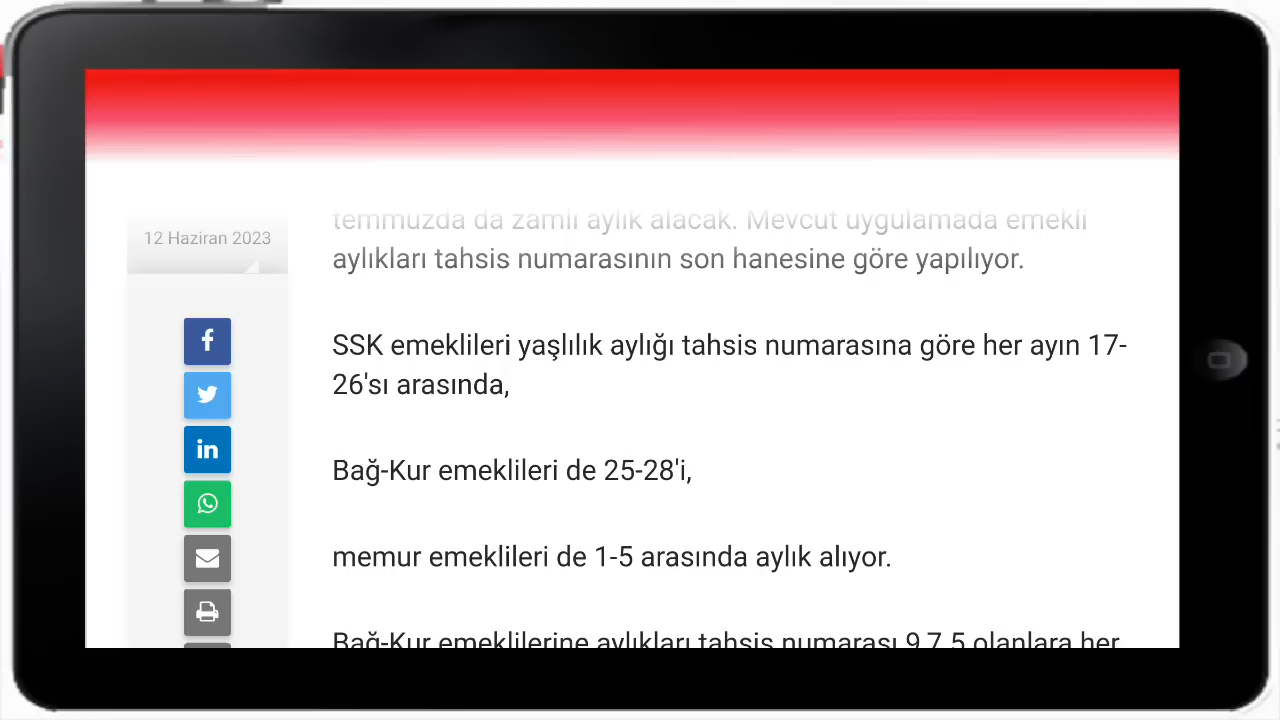 12 Haziran 2023
temmuzda da zamlı aylık alacak. Mevcut uygulamada emekli
aylıkları tahsis numarasının son hanesine göre yapılıyor.
SSK emeklileri yaşlılık aylığı tahsis numarasına göre her ayın 17-
26'sı arasında,
Bağ-Kur emeklileri de 25-28'i,
memur emeklileri de 1-5 arasında aylık alıyor.
Bağ-Kur emeklilerine aylıkları tahsis numarası 9,7,5 olanlara her